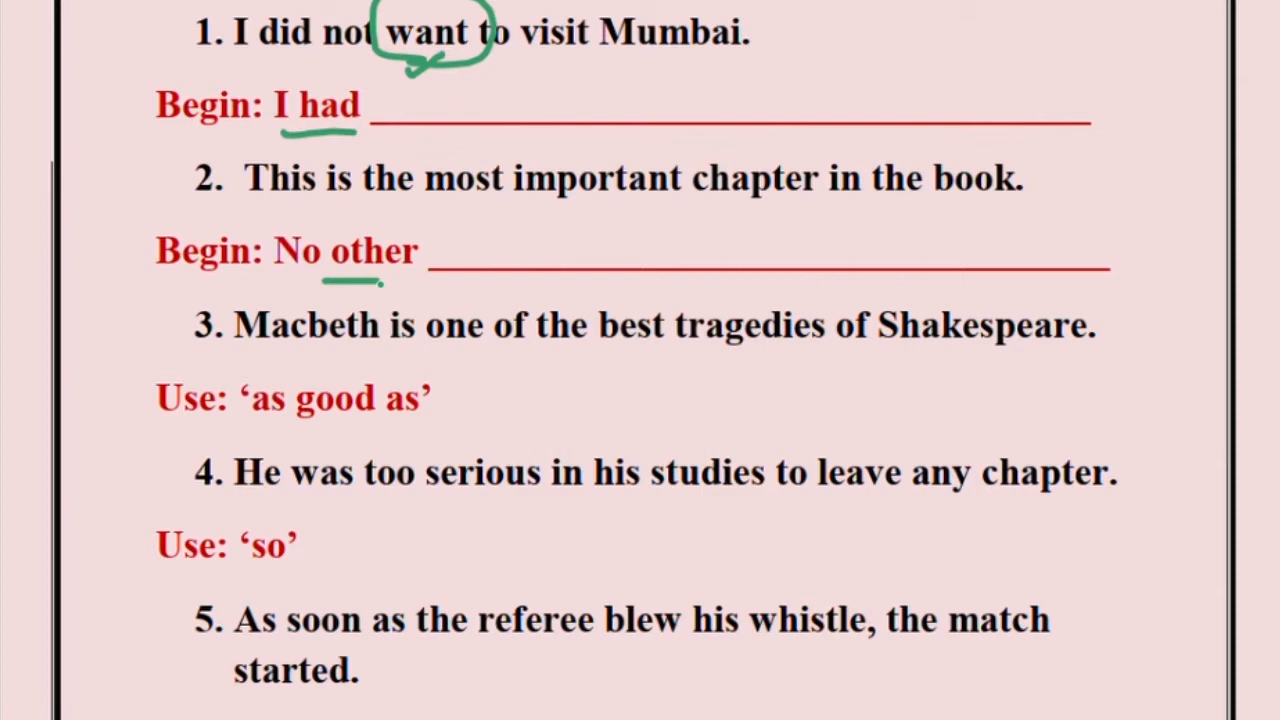 1. I did not want to visit Mumbai.
Begin: I had ____________________
2. This is the most important chapter in the book.
Begin: No other ____________________
3. Macbeth is one of the best tragedies of Shakespeare.
Use: ‘as good as’
4. He was too serious in his studies to leave any chapter.
Use: ‘so’
5. As soon as the referee blew his whistle, the match
started.